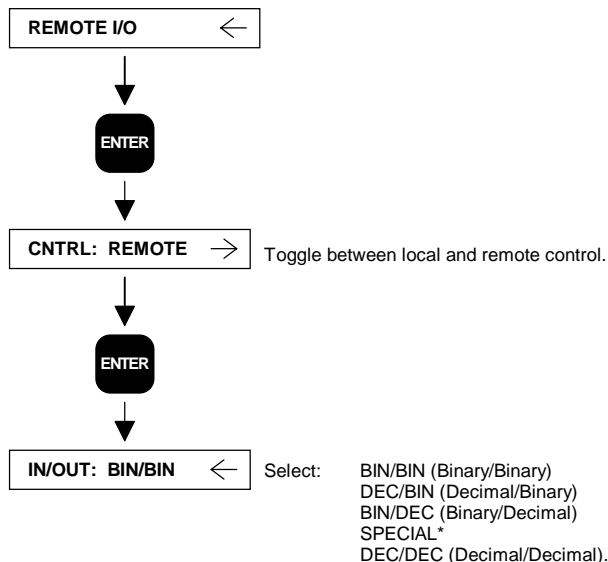 REMOTE I/O ←
ENTER
CNTRL: REMOTE → Toggle between local and remote control.
ENTER
IN/OUT: BIN/BIN ← Select: BIN/BIN (Binary/Binary)
DEC/BIN (Decimal/Binary)
BIN/DEC (Binary/Decimal)
SPECIAL*
DEC/DEC (Decimal/Decimal).